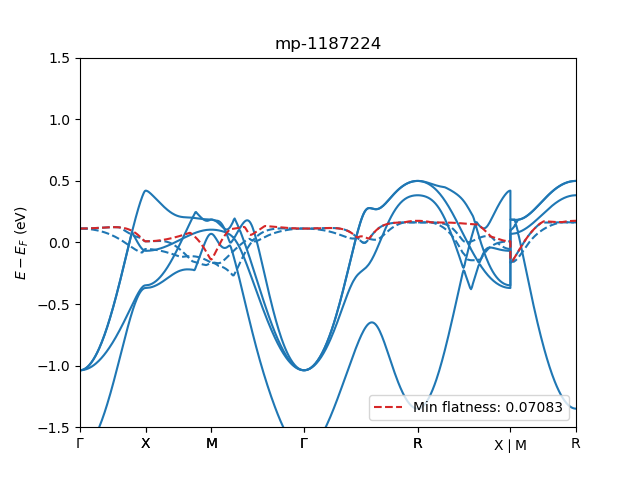 mp-1187224
1.5
1.0
0.5
0.0
−0.5
−1.0
−1.5
E − E_F (eV)
Min flatness: 0.07083
Γ X M Γ R X | M R